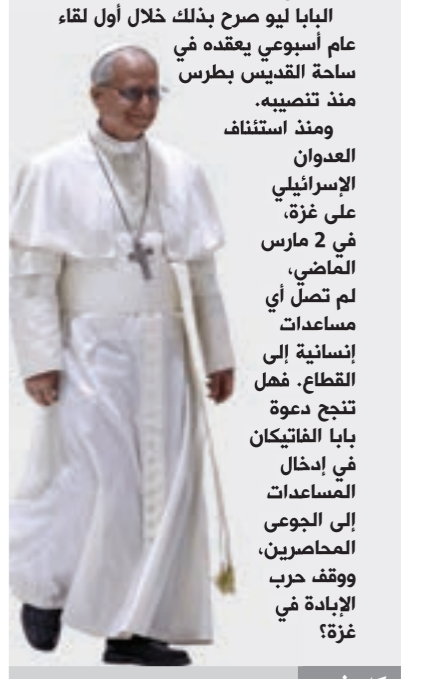 البابا ليو صرح بذلك خلال أول لقاء
عام أسبوعي يعقده في
ساحة القديس بطرس
منذ تنصيبه.
ومنذ استئناف
العدوان
الإسرائيلي
على غزة،
في 2 مارس
الماضي،
لم تصل أي
مساعدات
إنسانية إلى
القطاع. فهل
تنجح دعوة
بابا الفاتيكان
في إدخال
المساعدات
إلى الجوعى
المحاصرين،
ووقف حرب
الإبادة في
غزة؟